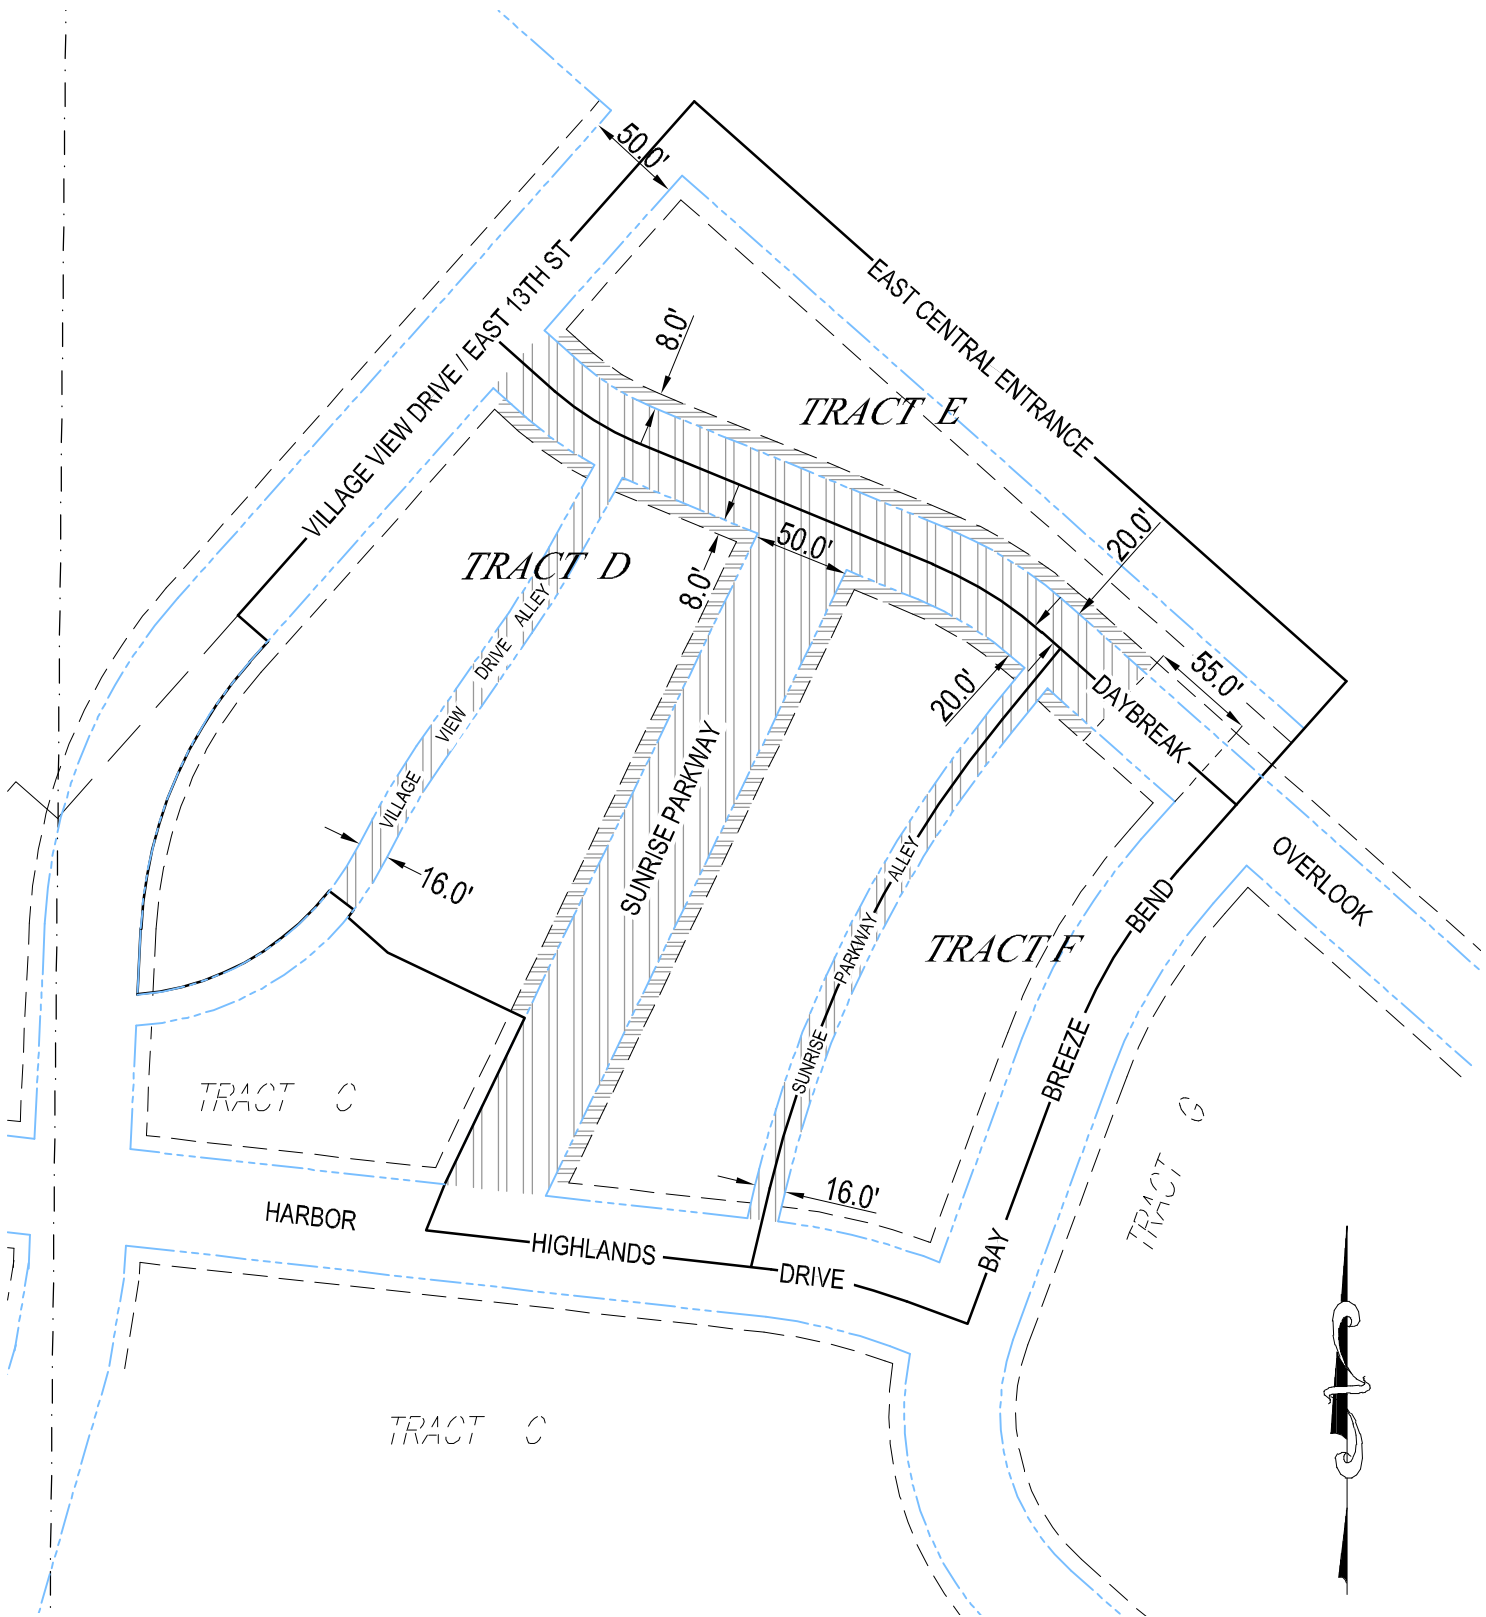 50.0'
VILLAGE VIEW DRIVE / EAST 13TH ST
EAST CENTRAL ENTRANCE
8.0'
TRACT E
20.0'
50.0'
TRACT D
8.0'
VILLAGE VIEW DRIVE ALLEY
55.0'
20.0'
DAYBREAK
SUNRISE PARKWAY
OVERLOOK
16.0'
SUNRISE PARKWAY ALLEY
TRACT F
BAY BREEZE BEND
TRACT C
TRACT G
16.0'
HARBOR HIGHLANDS DRIVE
TRACT C